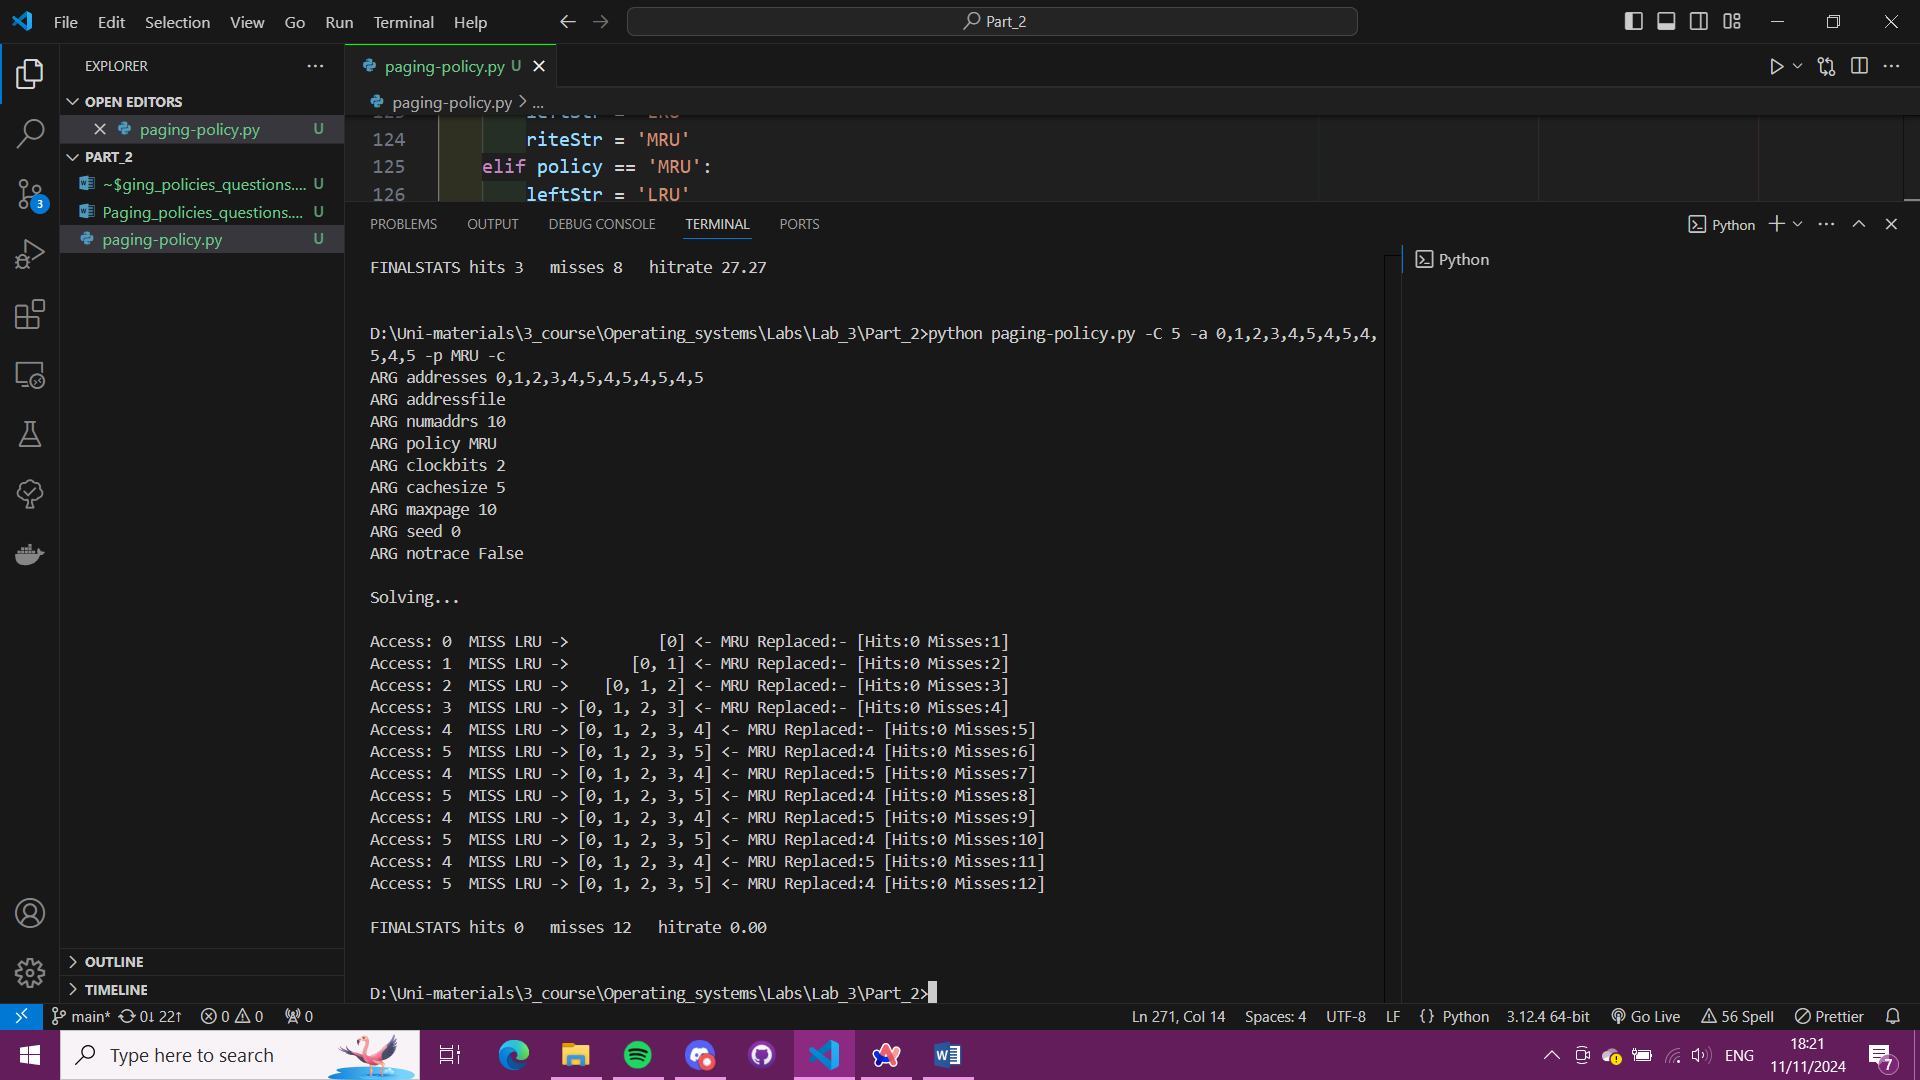 File Edit Selection View Go Run Terminal Help
Part_2
EXPLORER
OPEN EDITORS
paging-policy.py U
PART_2
~$ging_policies_questions.... U
Paging_policies_questions.... U
paging-policy.py U
OUTLINE
TIMELINE
paging-policy.py U
paging-policy.py > ...
124 riteStr = 'MRU'
125 elif policy == 'MRU':
126 leftStr = 'LRU'
PROBLEMS OUTPUT DEBUG CONSOLE TERMINAL PORTS
Python
Python
FINALSTATS hits 3 misses 8 hitrate 27.27
D:\Uni-materials\3_course\Operating_systems\Labs\Lab_3\Part_2>python paging-policy.py -C 5 -a 0,1,2,3,4,5,4,5,4,
5,4,5 -p MRU -c
ARG addresses 0,1,2,3,4,5,4,5,4,5,4,5
ARG addressfile
ARG numaddrs 10
ARG policy MRU
ARG clockbits 2
ARG cachesize 5
ARG maxpage 10
ARG seed 0
ARG notrace False
Solving...
Access: 0 MISS LRU -> [0] <- MRU Replaced:- [Hits:0 Misses:1]
Access: 1 MISS LRU -> [0, 1] <- MRU Replaced:- [Hits:0 Misses:2]
Access: 2 MISS LRU -> [0, 1, 2] <- MRU Replaced:- [Hits:0 Misses:3]
Access: 3 MISS LRU -> [0, 1, 2, 3] <- MRU Replaced:- [Hits:0 Misses:4]
Access: 4 MISS LRU -> [0, 1, 2, 3, 4] <- MRU Replaced:- [Hits:0 Misses:5]
Access: 5 MISS LRU -> [0, 1, 2, 3, 5] <- MRU Replaced:4 [Hits:0 Misses:6]
Access: 4 MISS LRU -> [0, 1, 2, 3, 4] <- MRU Replaced:5 [Hits:0 Misses:7]
Access: 5 MISS LRU -> [0, 1, 2, 3, 5] <- MRU Replaced:4 [Hits:0 Misses:8]
Access: 4 MISS LRU -> [0, 1, 2, 3, 4] <- MRU Replaced:5 [Hits:0 Misses:9]
Access: 5 MISS LRU -> [0, 1, 2, 3, 5] <- MRU Replaced:4 [Hits:0 Misses:10]
Access: 4 MISS LRU -> [0, 1, 2, 3, 4] <- MRU Replaced:5 [Hits:0 Misses:11]
Access: 5 MISS LRU -> [0, 1, 2, 3, 5] <- MRU Replaced:4 [Hits:0 Misses:12]
FINALSTATS hits 0 misses 12 hitrate 0.00
D:\Uni-materials\3_course\Operating_systems\Labs\Lab_3\Part_2>
3
main* 0↓ 22↑ 0 0 0 Ln 271, Col 14 Spaces: 4 UTF-8 LF {} Python 3.12.4 64-bit Go Live 56 Spell Prettier
Type here to search
ENG
18:21
11/11/2024
7